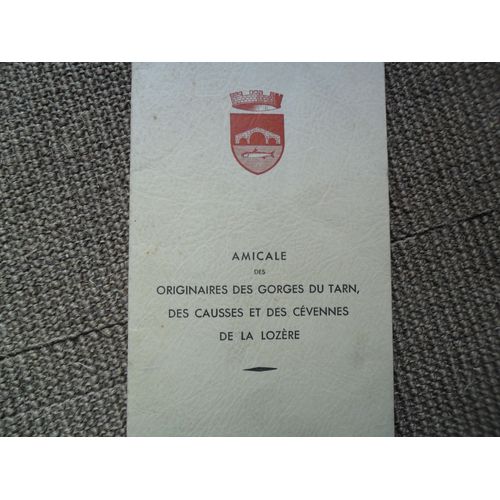 AMICALE
DES
ORIGINAIRES DES GORGES DU TARN,
DES CAUSSES ET DES CÉVENNES
DE LA LOZÈRE